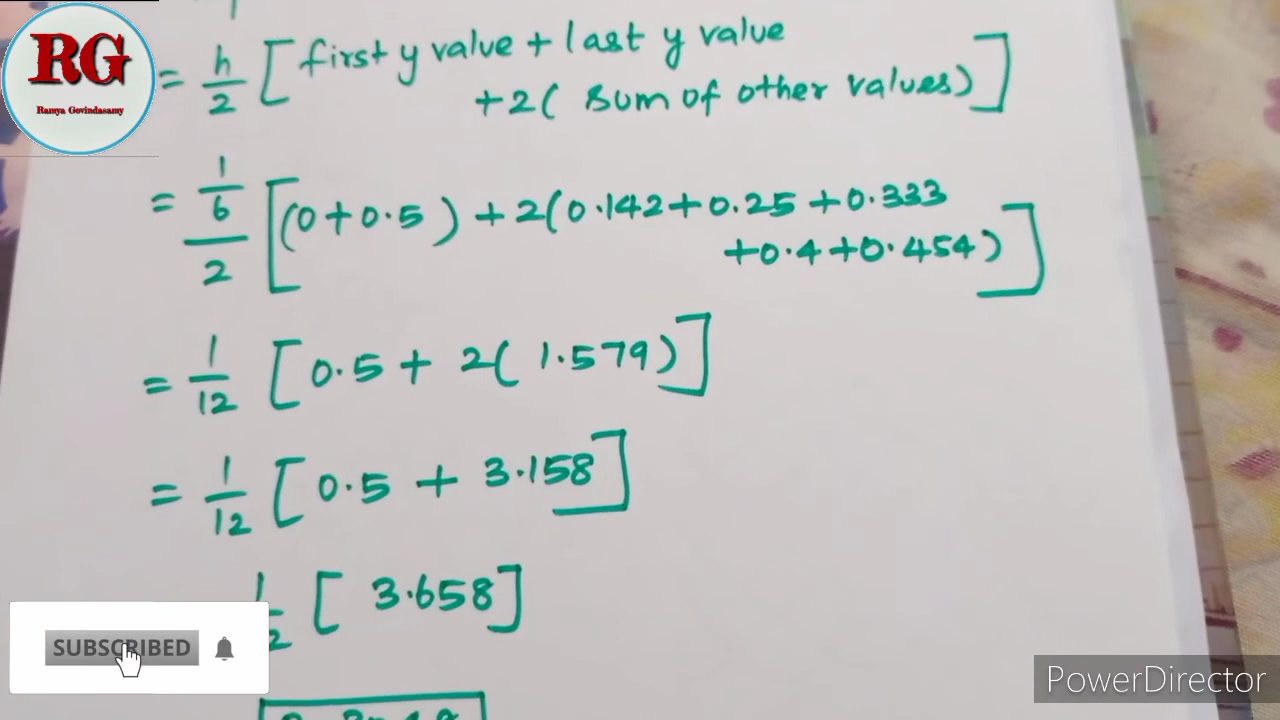 RG
Ramya Govindasamy
= h/2 [ first y value + last y value
+2( sum of other values) ]
= 1/6 / 2 [ (0+0.5) + 2(0.142+0.25+0.333
+0.4+0.454) ]
= 1/12 [ 0.5 + 2( 1.579) ]
= 1/12 [ 0.5 + 3.158 ]
[ 3.658 ]
SUBSCRIBED
PowerDirector